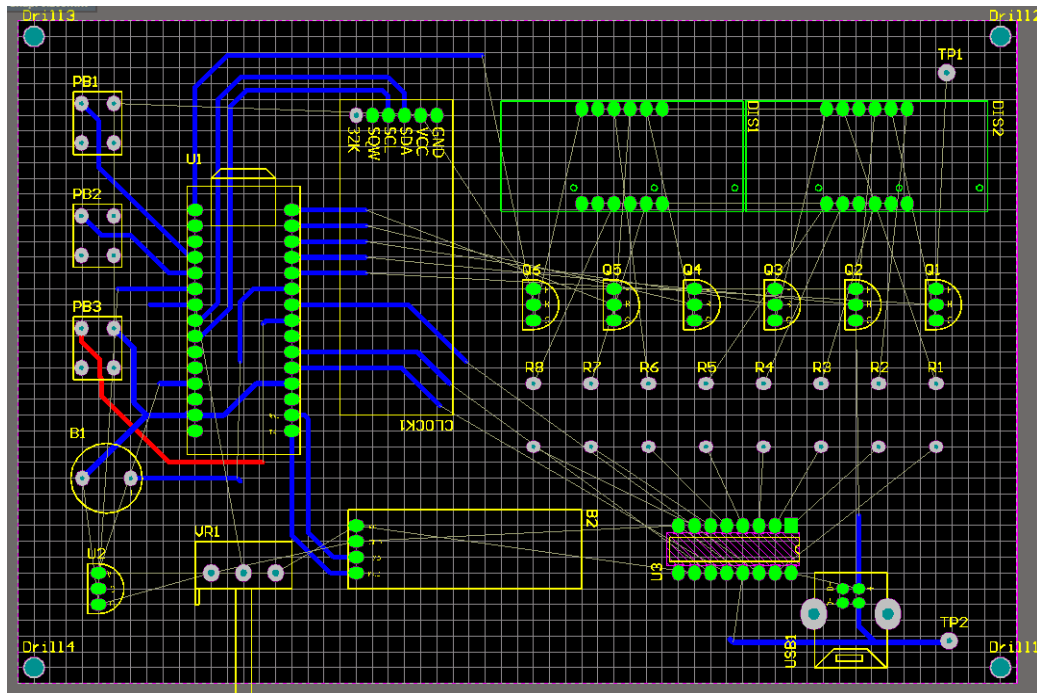 Drill3
Drill2
TP1
PB1
DIS1
DIS2
32K
SQW
SCL
SDA
VCC
GND
U1
PB2
Q6
Q5
Q4
Q3
Q2
Q1
PB3
R8
R7
R6
R5
R4
R3
R2
R1
CLOCK1
B1
B2
VR1
U2
U3
USB1
TP2
Drill4
Drill1